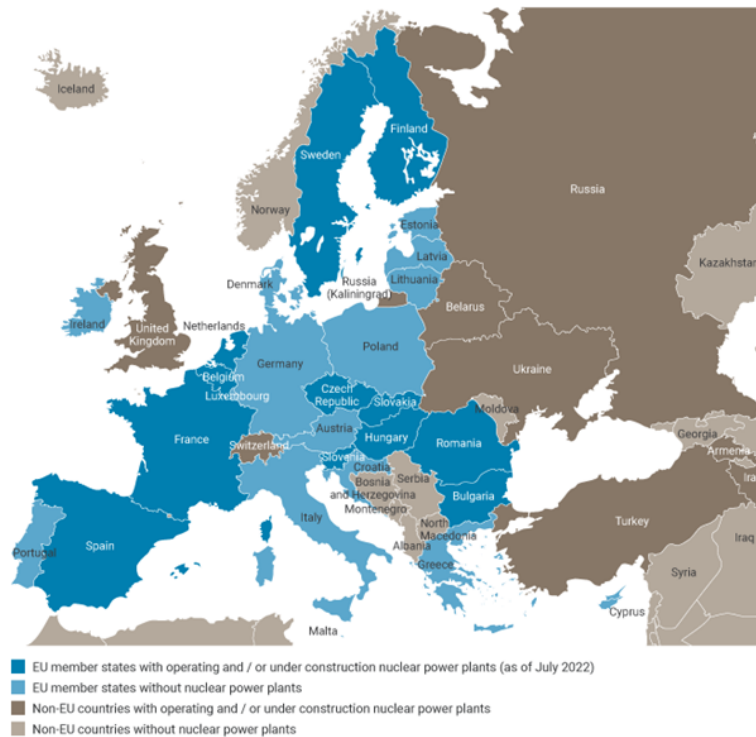 Iceland
Finland
Sweden
Russia
Norway
Estonia
Kazakhstan
Latvia
Denmark
Lithuania
Russia
(Kaliningrad)
Belarus
Ireland
United
Kingdom
Netherlands
Poland
Germany
Ukraine
Belgium
Czech
Republic
Luxembourg
Slovakia
Moldova
Austria
France
Switzerland
Hungary
Romania
Georgia
Slovenia
Armenia
Croatia
Bosnia
and Herzegovina
Serbia
Ira
Bulgaria
Montenegro
Italy
North
Macedonia
Turkey
Iraq
Spain
Portugal
Albania
Greece
Syria
Cyprus
Malta
EU member states with operating and / or under construction nuclear power plants (as of July 2022)
EU member states without nuclear power plants
Non-EU countries with operating and / or under construction nuclear power plants
Non-EU countries without nuclear power plants